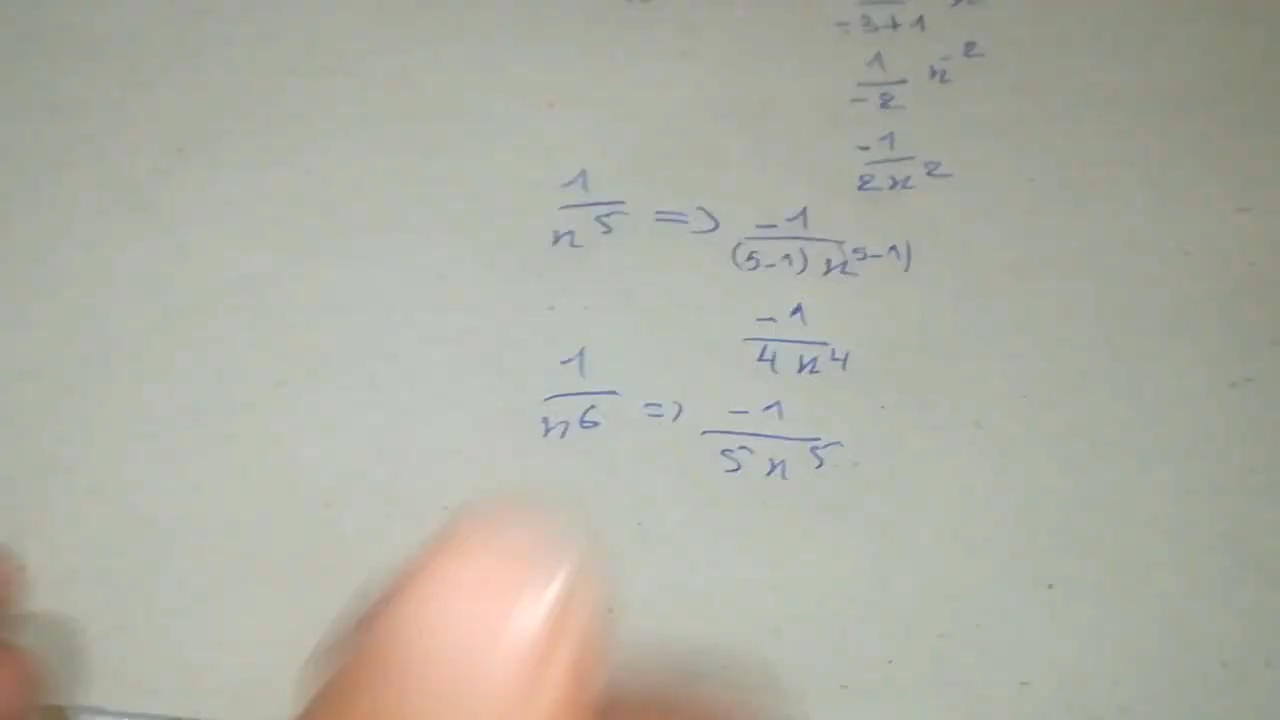 -3+1
1/-2 x^-2
-1/2x^2
1/x^5 => -1/(5-1)x^5-1)
-1/4x^4
1/x^6 => -1/5x^5